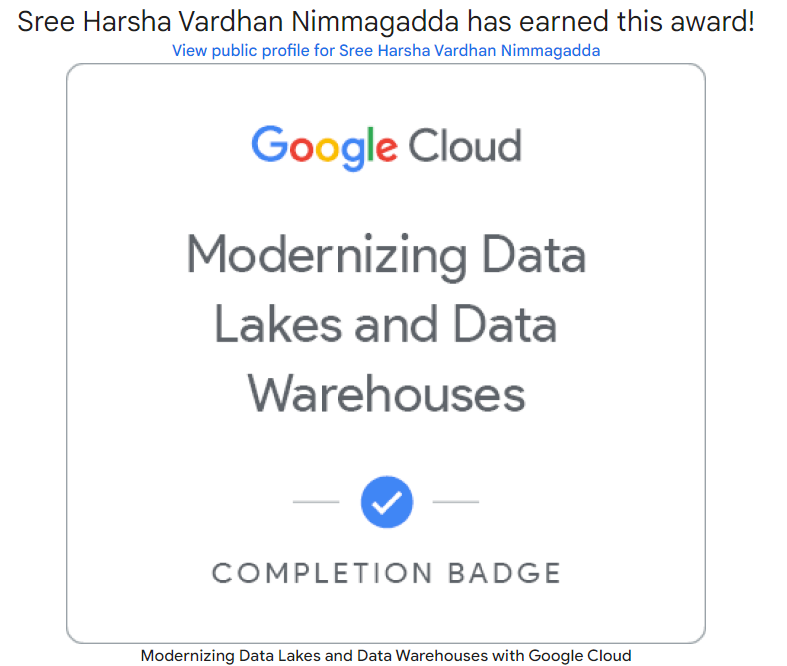 Sree Harsha Vardhan Nimmagadda has earned this award!
View public profile for Sree Harsha Vardhan Nimmagadda
Google Cloud
Modernizing Data
Lakes and Data
Warehouses
COMPLETION BADGE
Modernizing Data Lakes and Data Warehouses with Google Cloud